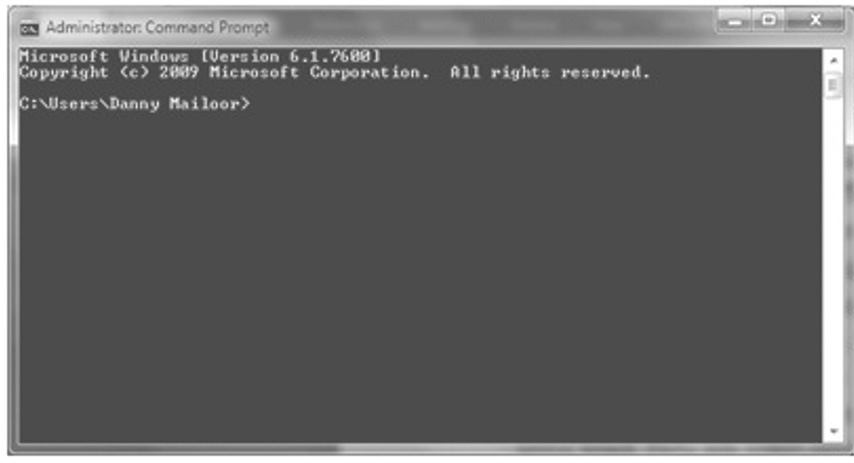 Administrator: Command Prompt
Microsoft Windows [Version 6.1.7600]
Copyright (c) 2009 Microsoft Corporation.  All rights reserved.
C:\Users\Danny Mailoor>